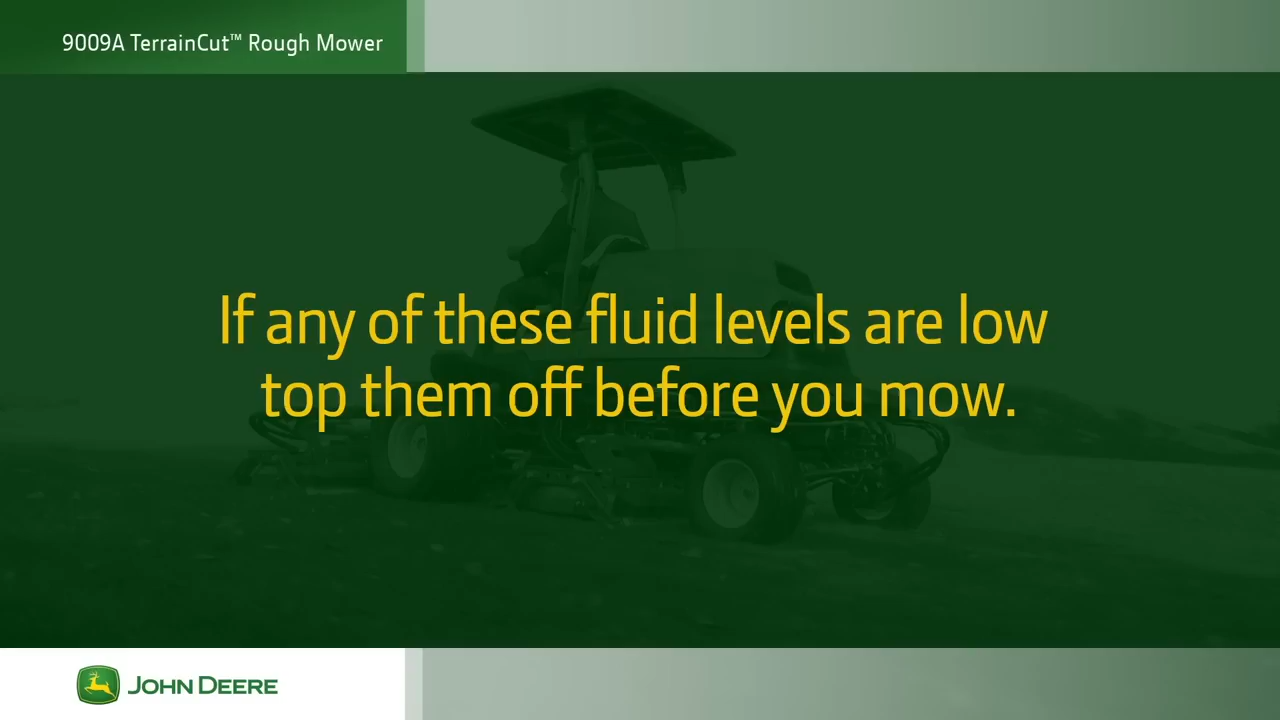 9009A TerrainCut™ Rough Mower
If any of these fluid levels are low
top them off before you mow.
JOHN DEERE